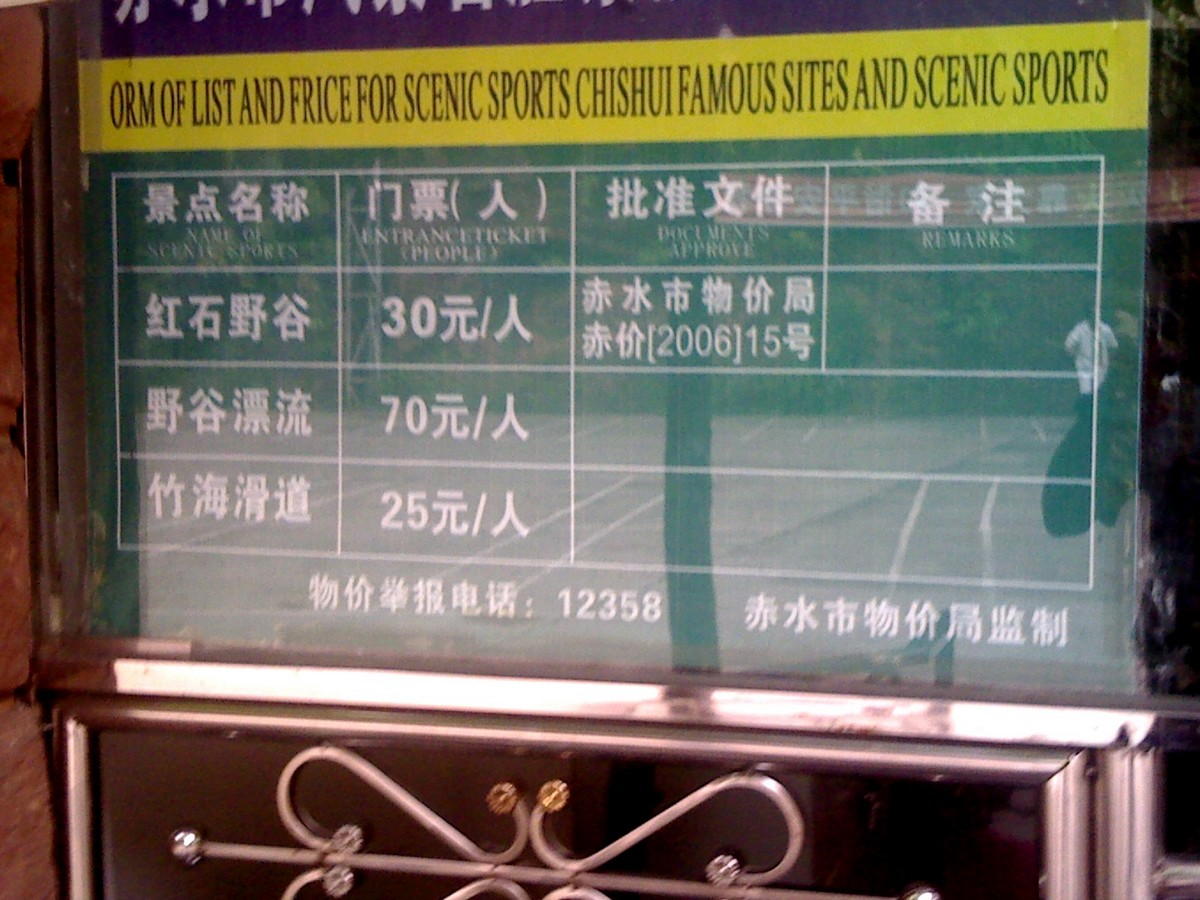 ORM OF LIST AND FRICE FOR SCENIC SPORTS CHISHUI FAMOUS SITES AND SCENIC SPORTS
景点名称 门票( 人 ) 批准文件 备 注
NAME OF ENTRANCETICKET DOCUMENTS REMARKS
SCENIC SPORTS (PEOPLE) APPROVE
红石野谷 30元/人 赤水市物价局
赤价[2006]15号
野谷漂流 70元/人
竹海滑道 25元/人
物价举报电话：12358 赤水市物价局监制